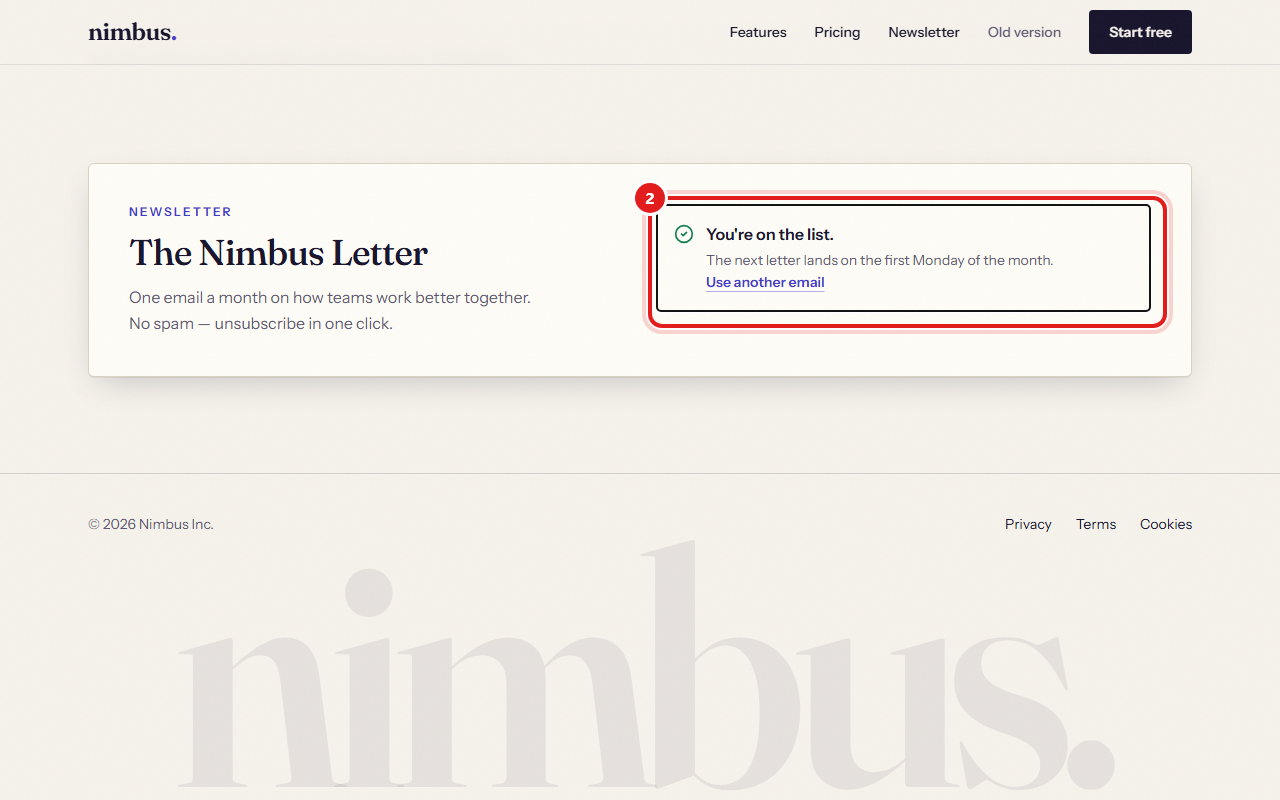 nimbus.
Features Pricing Newsletter Old version Start free
NEWSLETTER
The Nimbus Letter
One email a month on how teams work better together.
No spam — unsubscribe in one click.
2
You're on the list.
The next letter lands on the first Monday of the month.
Use another email
© 2026 Nimbus Inc.
Privacy Terms Cookies
nimbus.